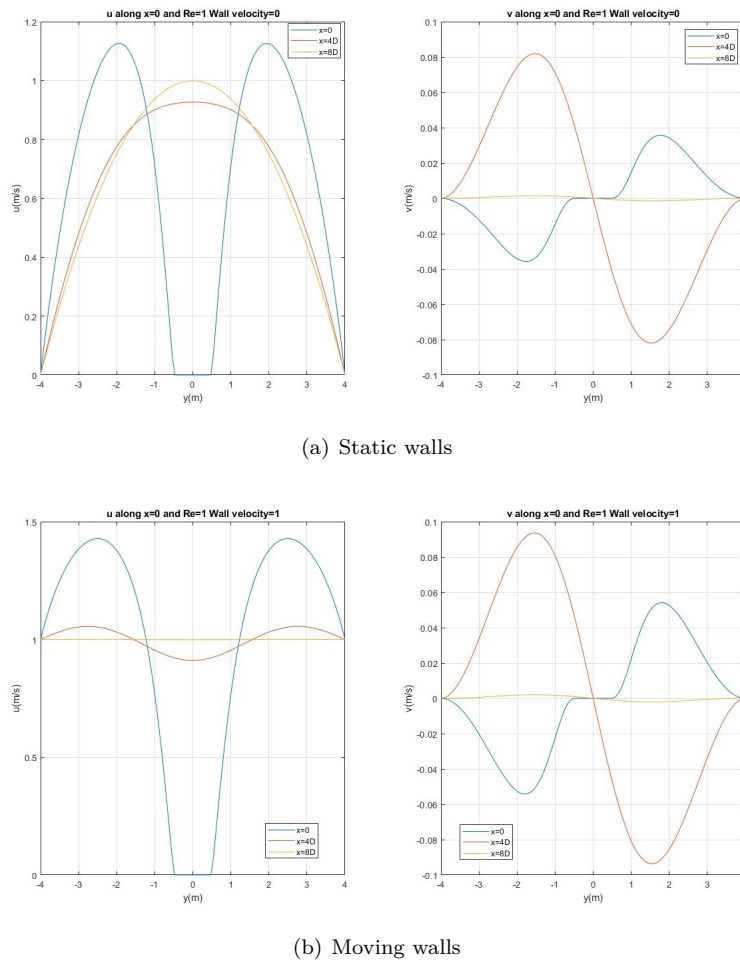 u along x=0 and Re=1 Wall velocity=0
1.2
1
0.8
0.6
0.4
0.2
0
u(m/s)
-4 -3 -2 -1 0 1 2 3 4
y(m)
x=0
x=4D
x=8D
v along x=0 and Re=1 Wall velocity=0
0.1
0.08
0.06
0.04
0.02
0
-0.02
-0.04
-0.06
-0.08
-0.1
v(m/s)
-4 -3 -2 -1 0 1 2 3
y(m)
x=0
x=4D
x=8D
(a) Static walls
u along x=0 and Re=1 Wall velocity=1
1.5
1
0.5
0
u(m/s)
-4 -3 -2 -1 0 1 2 3 4
y(m)
x=0
x=4D
x=8D
v along x=0 and Re=1 Wall velocity=1
0.1
0.08
0.06
0.04
0.02
0
-0.02
-0.04
-0.06
-0.08
-0.1
v(m/s)
-4 -3 -2 -1 0 1 2 3
y(m)
x=0
x=4D
x=8D
(b) Moving walls